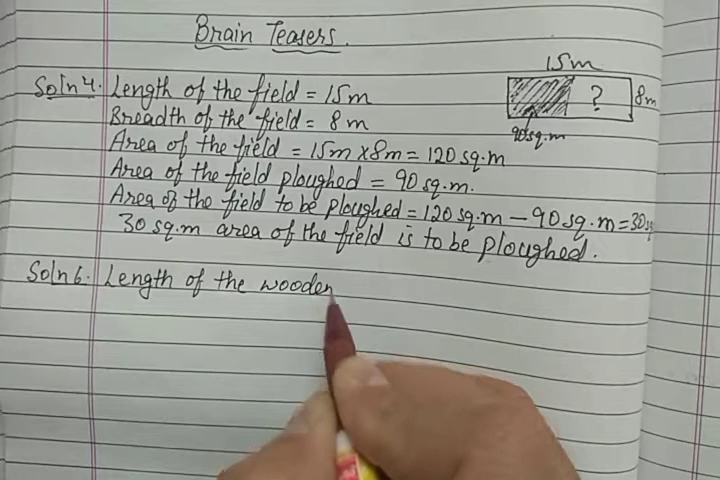 Brain Teasers.
15m
Soln 4. Length of the field = 15m
? 8m
Breadth of the field = 8m
90sq.m
Area of the field = 15m x 8m = 120 sq.m
Area of the field ploughed = 90 sq.m.
Area of the field to be ploughed = 120 sq.m - 90 sq.m = 30sq
30 sq.m area of the field is to be ploughed.
Soln 6. Length of the wooden